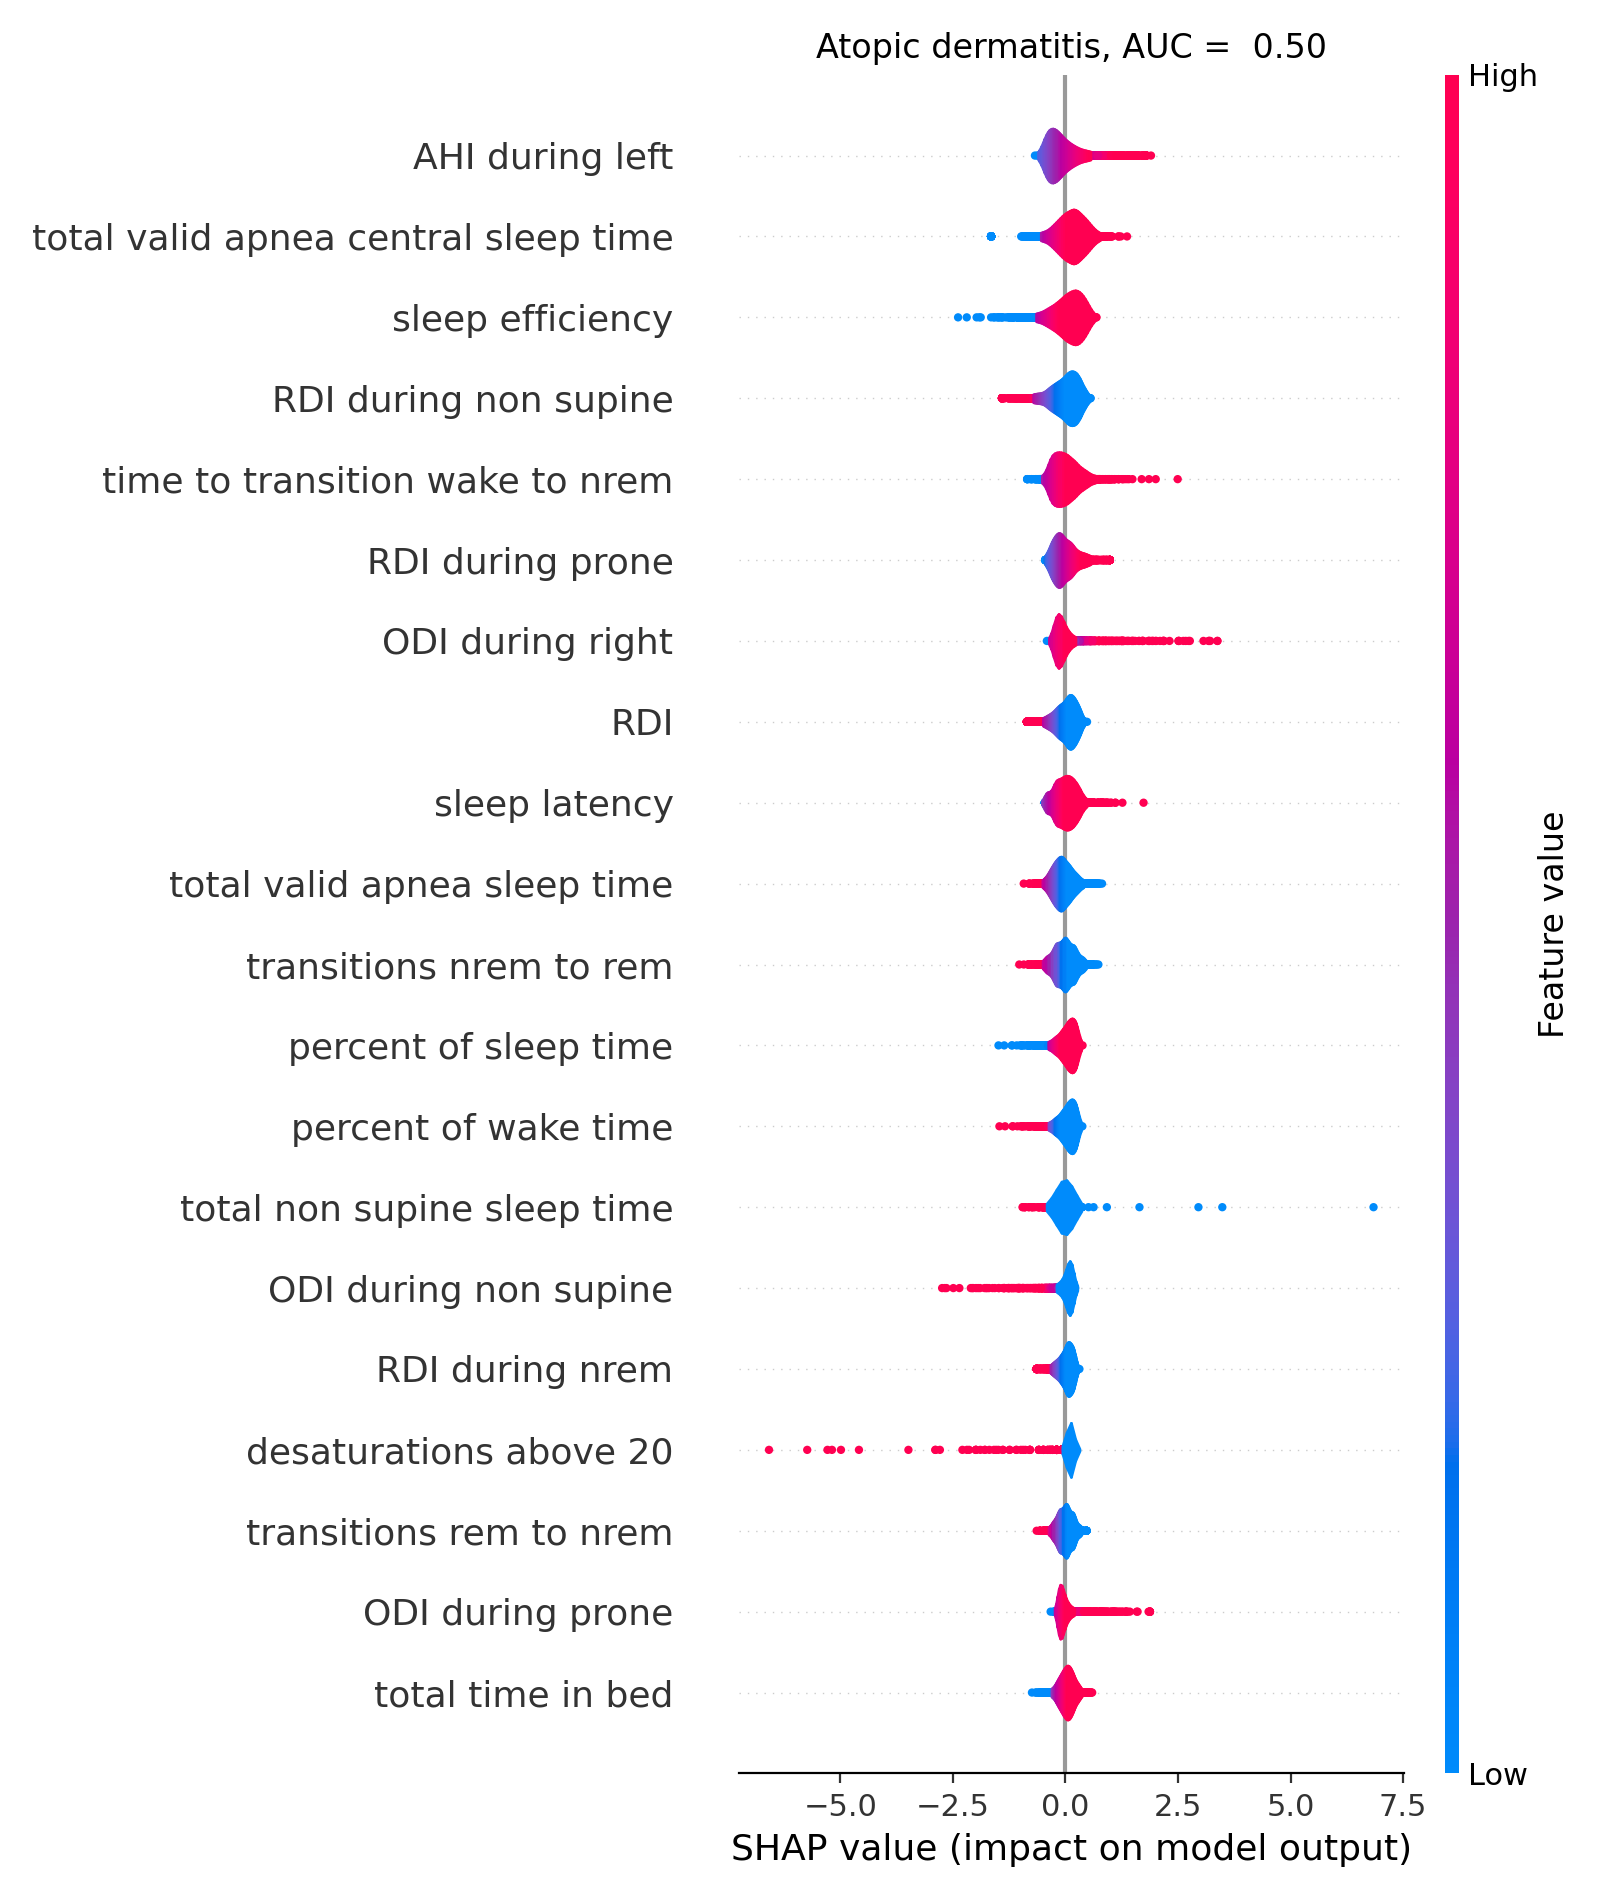 Atopic dermatitis, AUC =  0.50
High
AHI during left
total valid apnea central sleep time
sleep efficiency
RDI during non supine
time to transition wake to nrem
RDI during prone
ODI during right
RDI
sleep latency
total valid apnea sleep time
transitions nrem to rem
percent of sleep time
percent of wake time
total non supine sleep time
ODI during non supine
RDI during nrem
desaturations above 20
transitions rem to nrem
ODI during prone
total time in bed
Feature value
Low
−5.0 −2.5 0.0 2.5 5.0 7.5
SHAP value (impact on model output)